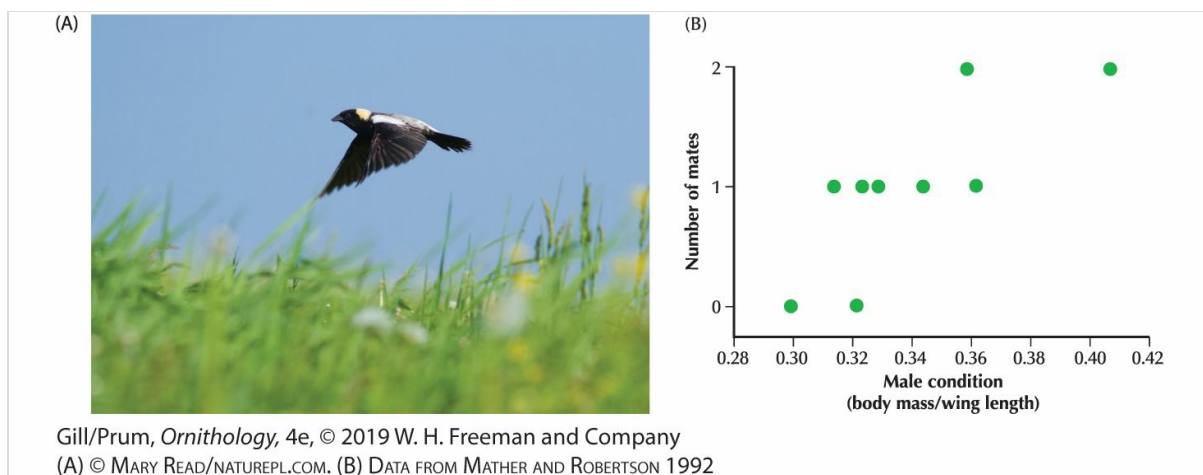 (A)
(B)
Number of mates
2
1
0
0.28 0.30 0.32 0.34 0.36 0.38 0.40 0.42
Male condition
(body mass/wing length)
Gill/Prum, Ornithology, 4e, © 2019 W. H. Freeman and Company
(A) © MARY READ/NATUREPL.COM. (B) DATA FROM MATHER AND ROBERTSON 1992